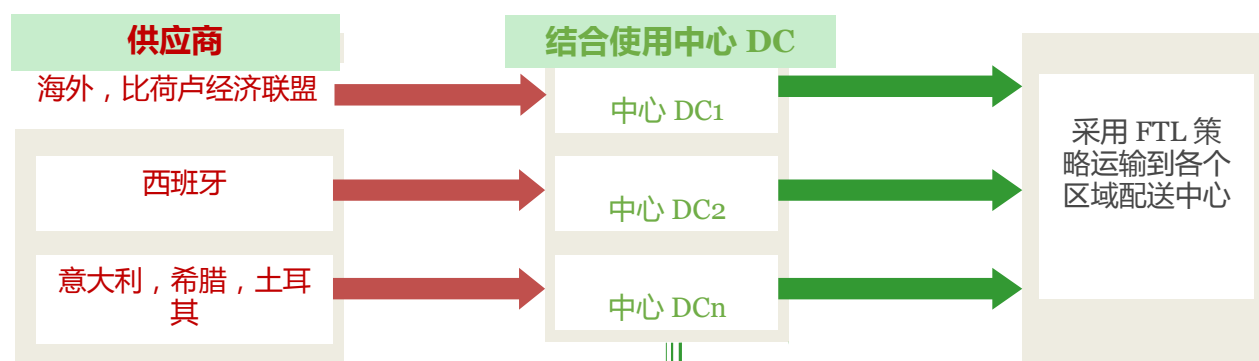 供应商
结合使用中心 DC
海外，比荷卢经济联盟
中心 DC1
采用 FTL 策
略运输到各个
区域配送中心
西班牙
中心 DC2
意大利，希腊，土耳
其
中心 DCn